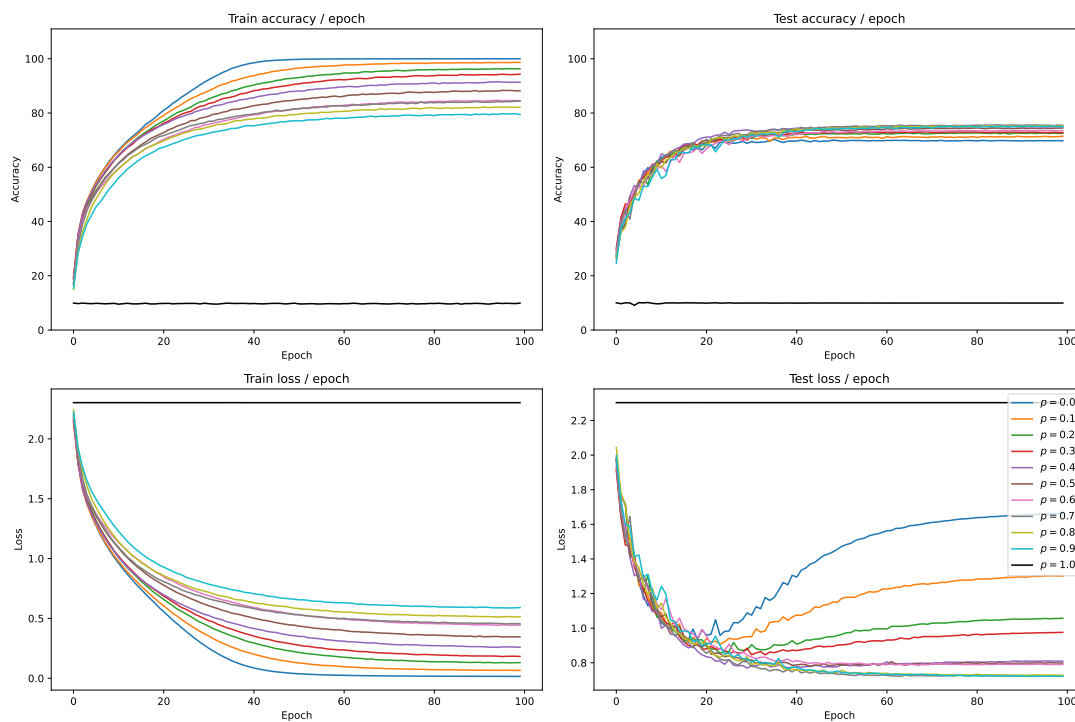 Train accuracy / epoch
Accuracy
100
80
60
40
20
0
0 20 40 60 80 100
Epoch
Test accuracy / epoch
Accuracy
100
80
60
40
20
0
0 20 40 60 80 100
Epoch
Train loss / epoch
Loss
2.0
1.5
1.0
0.5
0.0
0 20 40 60 80 100
Epoch
Test loss / epoch
Loss
2.2
2.0
1.8
1.6
1.4
1.2
1.0
0.8
0 20 40 60 80 100
Epoch
p = 0.0
p = 0.1
p = 0.2
p = 0.3
p = 0.4
p = 0.5
p = 0.6
p = 0.7
p = 0.8
p = 0.9
p = 1.0